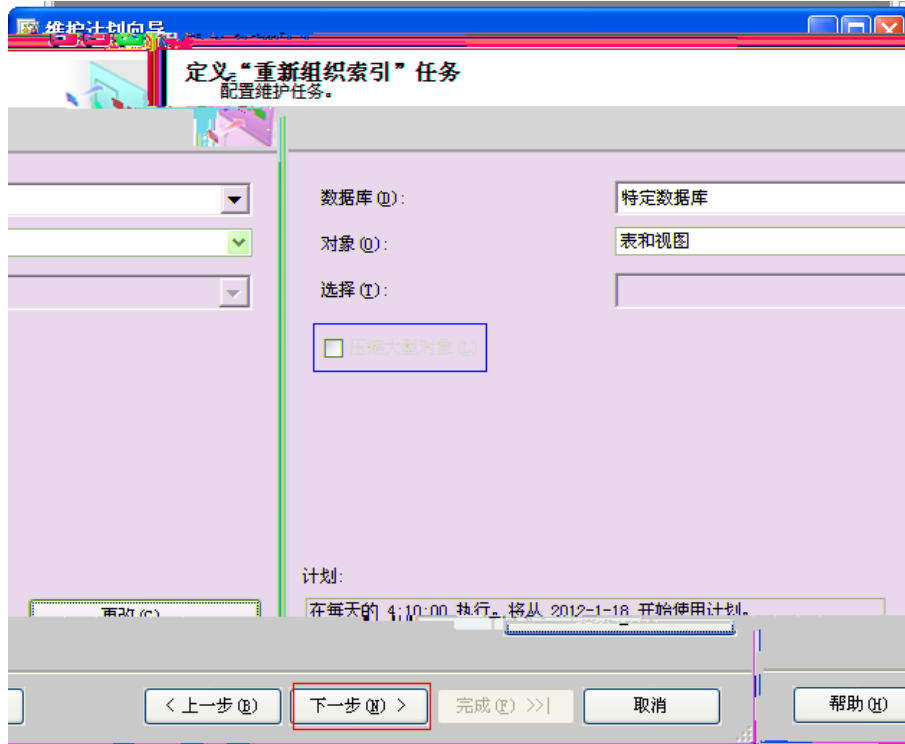 维护计划向导
定义“重新组织索引”任务
配置维护任务。
数据库(D):
特定数据库
对象(O):
表和视图
选择(T):
压缩大型对象(L)
计划:
更改(C)
在每天的 4:10:00 执行。将从 2012-1-18 开始使用计划。
< 上一步(B)
下一步(N) >
完成(F) >>|
取消
帮助(H)